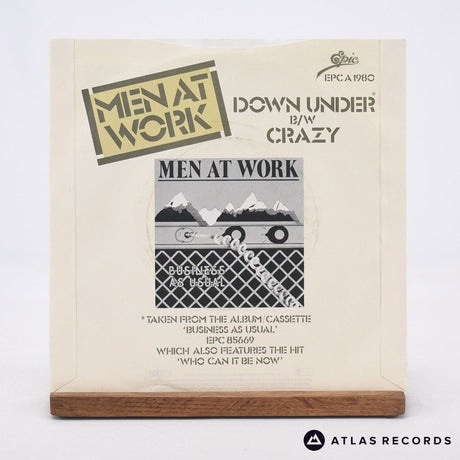 Epic
EPC A 1980
MEN AT
WORK
DOWN UNDER*
B/W
CRAZY
MEN AT WORK
BUSINESS
AS USUAL
*TAKEN FROM THE ALBUM/CASSETTE
'BUSINESS AS USUAL'
EPC 85669
WHICH ALSO FEATURES THE HIT
'WHO CAN IT BE NOW'
ATLAS RECORDS